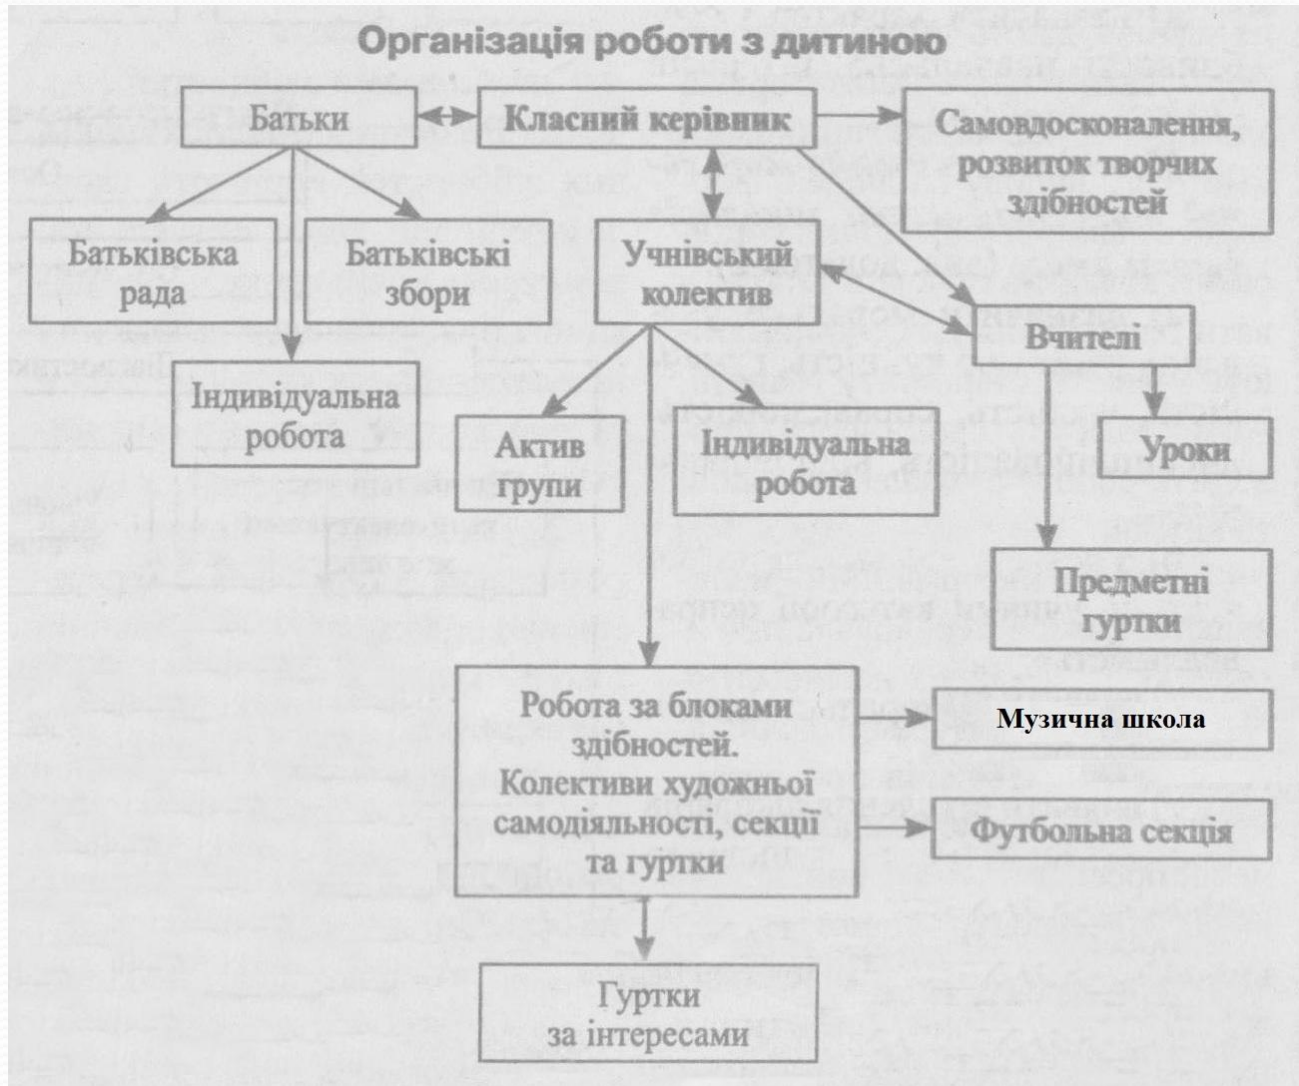 Організація роботи з дитиною
Батьки
Класний керівник
Самовдосконалення,
розвиток творчих
здібностей
Батьківська
рада
Батьківські
збори
Учнівський
колектив
Вчителі
Індивідуальна
робота
Актив
групи
Індивідуальна
робота
Уроки
Предметні
гуртки
Робота за блоками
здібностей.
Колективи художньої
самодіяльності, секції
та гуртки
Музична школа
Футбольна секція
Гуртки
за інтересами